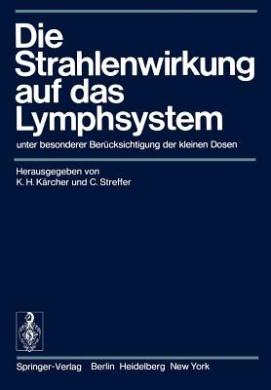 Die
Strahlenwirkung
auf das
Lymphsystem
unter besonderer Berücksichtigung der kleinen Dosen
Herausgegeben von
K. H. Kärcher und C. Streffer
Springer-Verlag Berlin Heidelberg New York